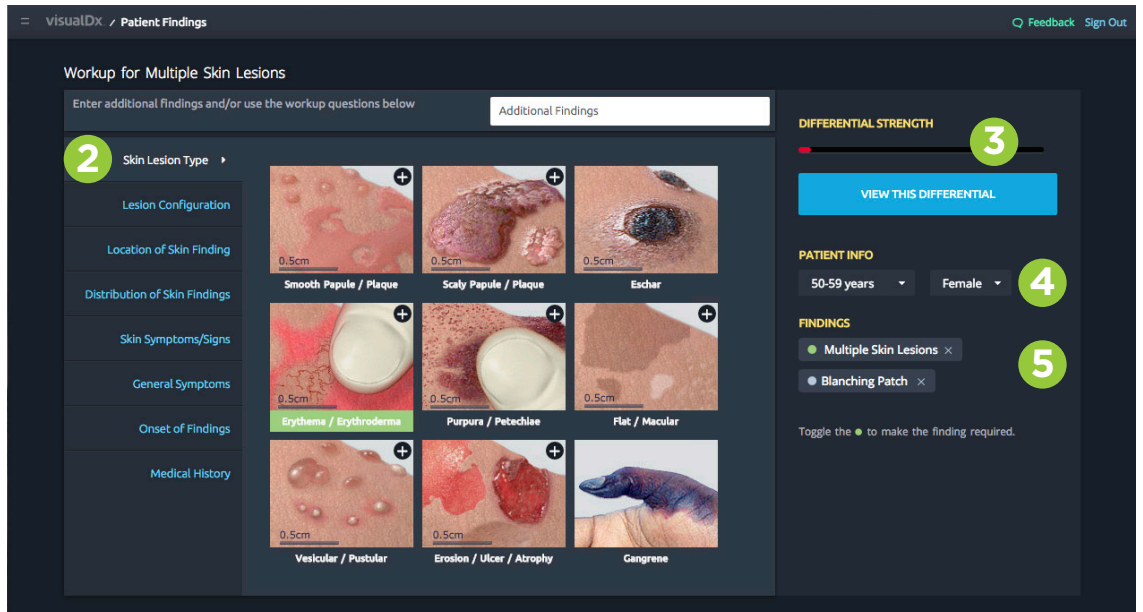 visualDx / Patient Findings
Feedback Sign Out
Workup for Multiple Skin Lesions
Enter additional findings and/or use the workup questions below
Additional Findings
2
Skin Lesion Type
Lesion Configuration
Location of Skin Finding
Distribution of Skin Findings
Skin Symptoms/Signs
General Symptoms
Onset of Findings
Medical History
0.5cm 0.5cm 0.5cm
Smooth Papule / Plaque Scaly Papule / Plaque Eschar
0.5cm 0.5cm 0.5cm
Erythema / Erythroderma Purpura / Petechiae Flat / Macular
0.5cm 0.5cm
Vesicular / Pustular Erosion / Ulcer / Atrophy Gangrene
DIFFERENTIAL STRENGTH
3
VIEW THIS DIFFERENTIAL
PATIENT INFO
50-59 years Female 4
FINDINGS
Multiple Skin Lesions ×
5
Blanching Patch ×
Toggle the ● to make the finding required.